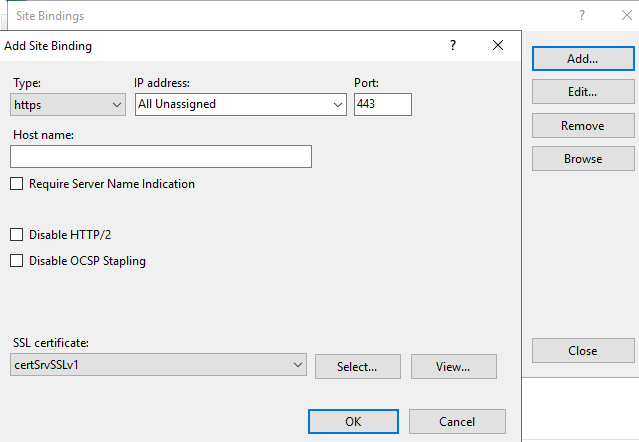 Site Bindings ?
Add Site Binding ?
Add...
Type: IP address: Port:
https All Unassigned 443
Edit...
Host name:
Remove
Browse
Require Server Name Indication
Disable HTTP/2
Disable OCSP Stapling
SSL certificate:
Close
certSrvSSLv1 Select... View...
OK Cancel